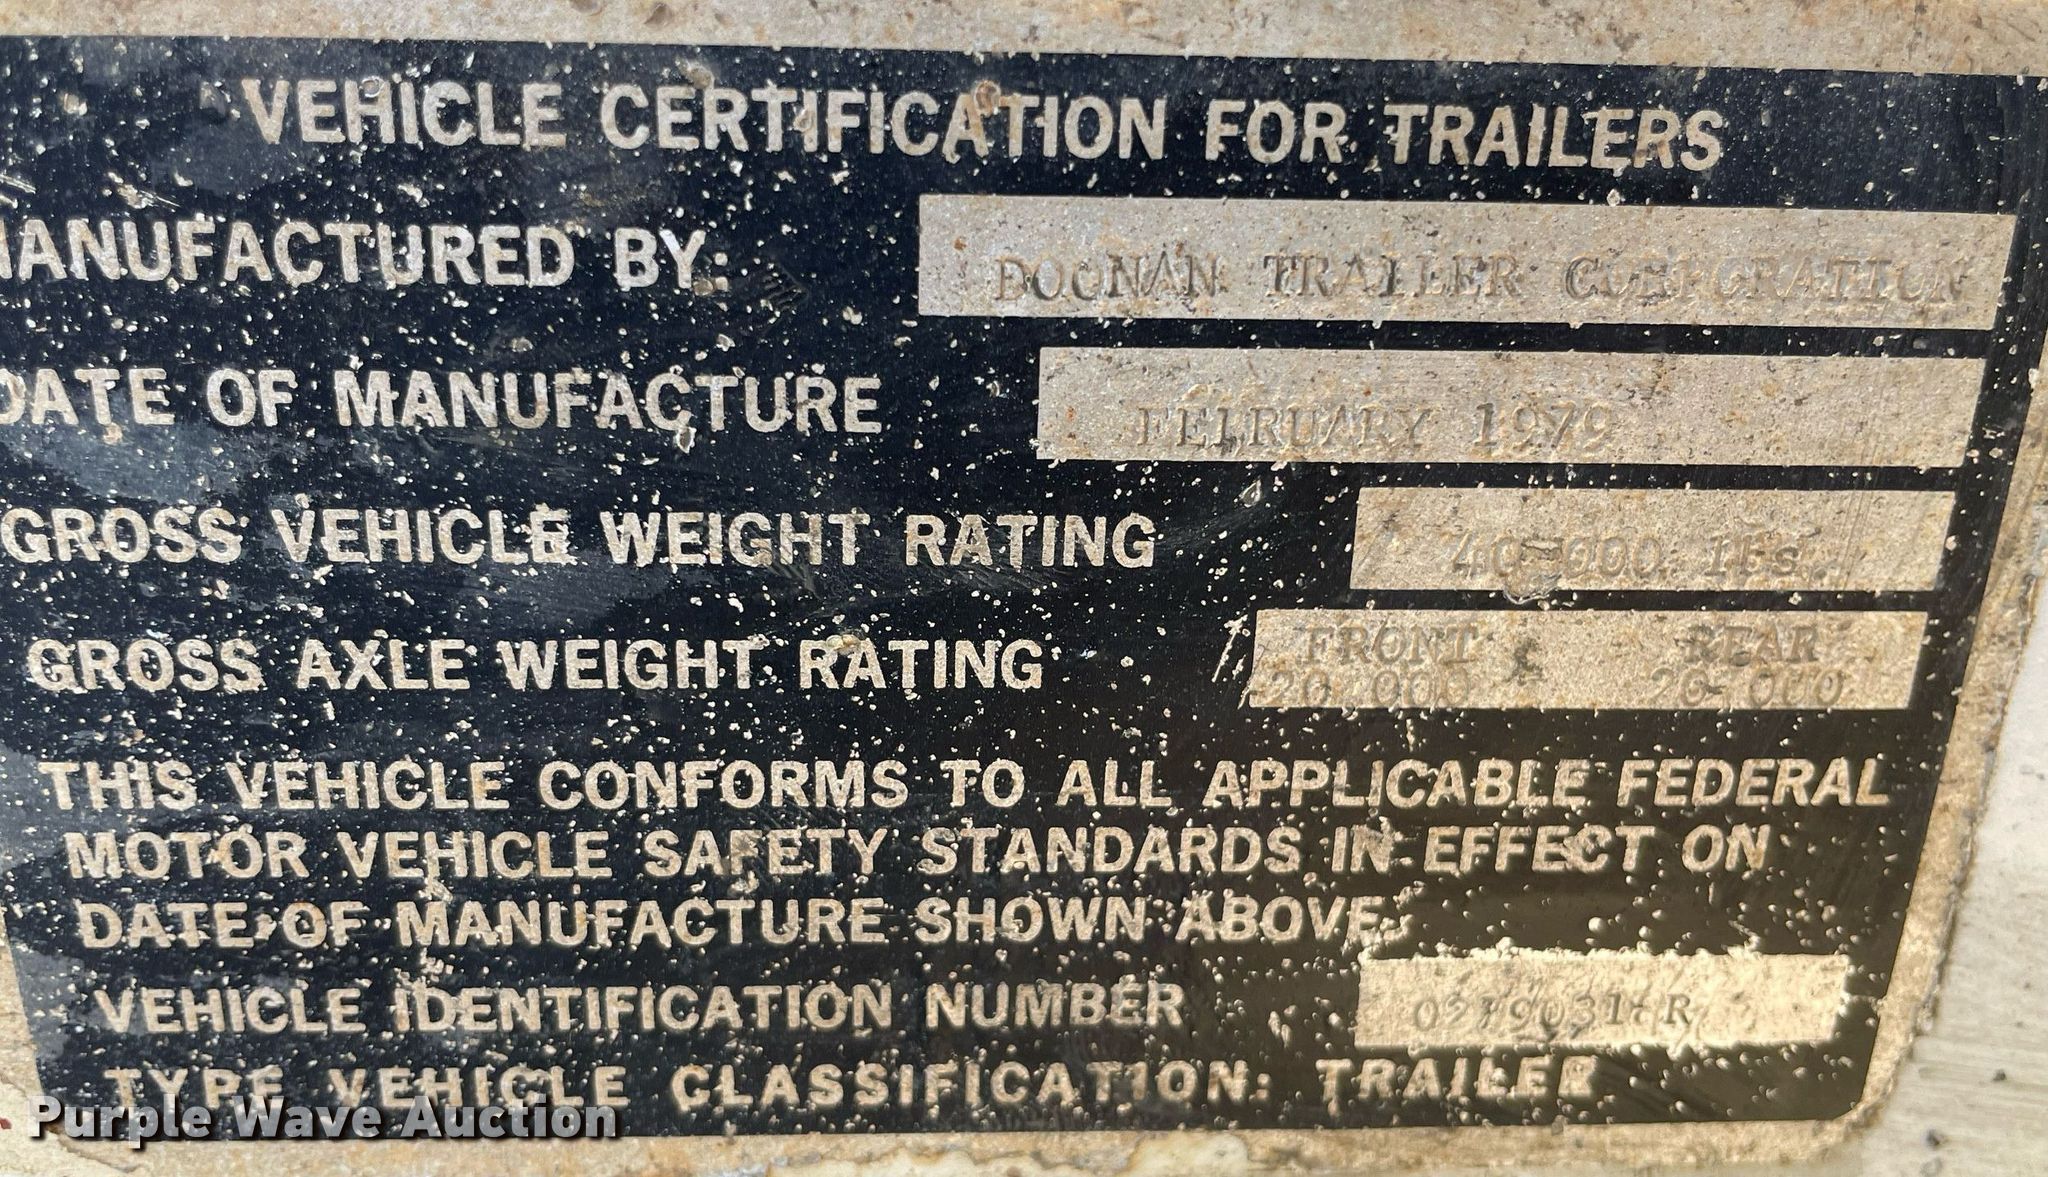 VEHICLE CERTIFICATION FOR TRAILERS
MANUFACTURED BY: DOONAN TRAILER CORPORATION
DATE OF MANUFACTURE FEBRUARY 1979
GROSS VEHICLE WEIGHT RATING 40,000 lbs.
GROSS AXLE WEIGHT RATING FRONT REAR
20,000 20,000
THIS VEHICLE CONFORMS TO ALL APPLICABLE FEDERAL
MOTOR VEHICLE SAFETY STANDARDS IN EFFECT ON
DATE OF MANUFACTURE SHOWN ABOVE.
VEHICLE IDENTIFICATION NUMBER 0279031-R
TYPE VEHICLE CLASSIFICATION: TRAILER
Purple Wave Auction